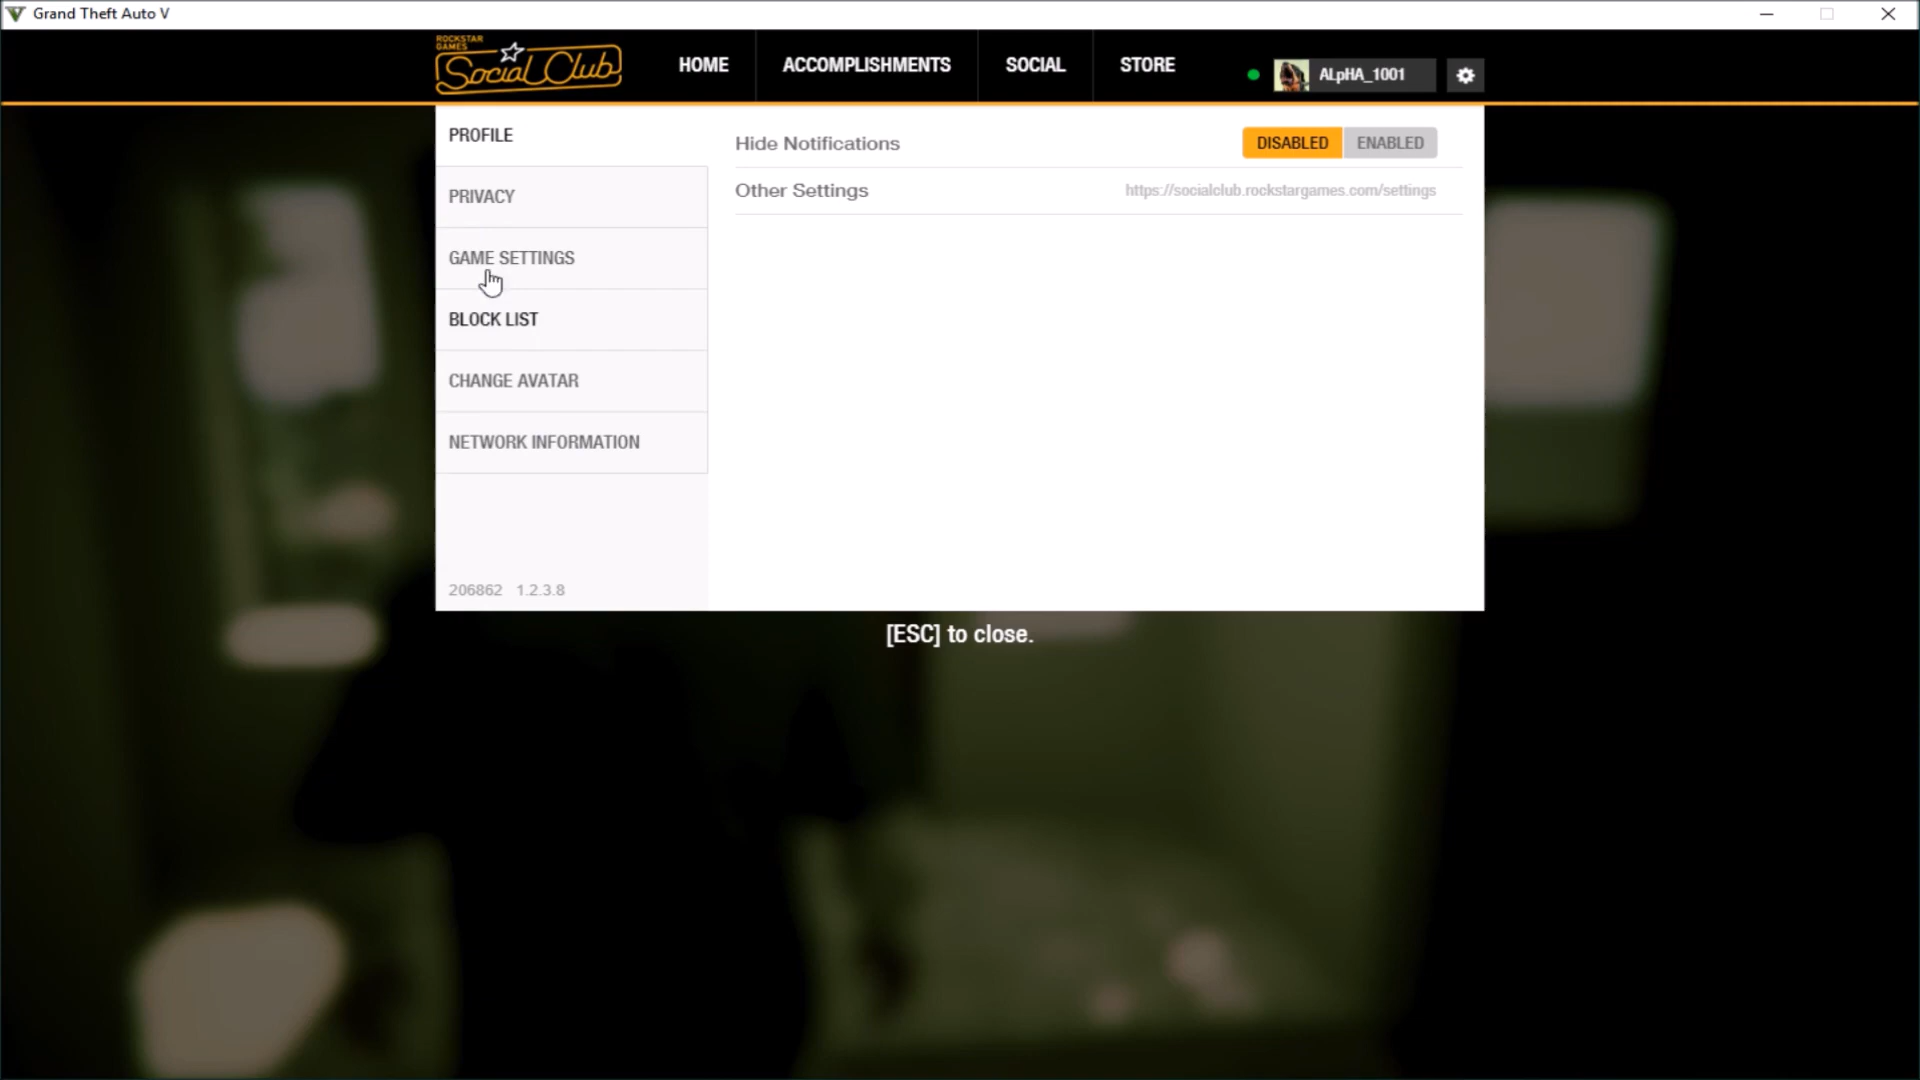 Grand Theft Auto V
ROCKSTAR
GAMES
Social Club
HOME
ACCOMPLISHMENTS
SOCIAL
STORE
ALpHA_1001
PROFILE
PRIVACY
GAME SETTINGS
BLOCK LIST
CHANGE AVATAR
NETWORK INFORMATION
206862 1.2.3.8
Hide Notifications
DISABLED
ENABLED
Other Settings
https://socialclub.rockstargames.com/settings
[ESC] to close.